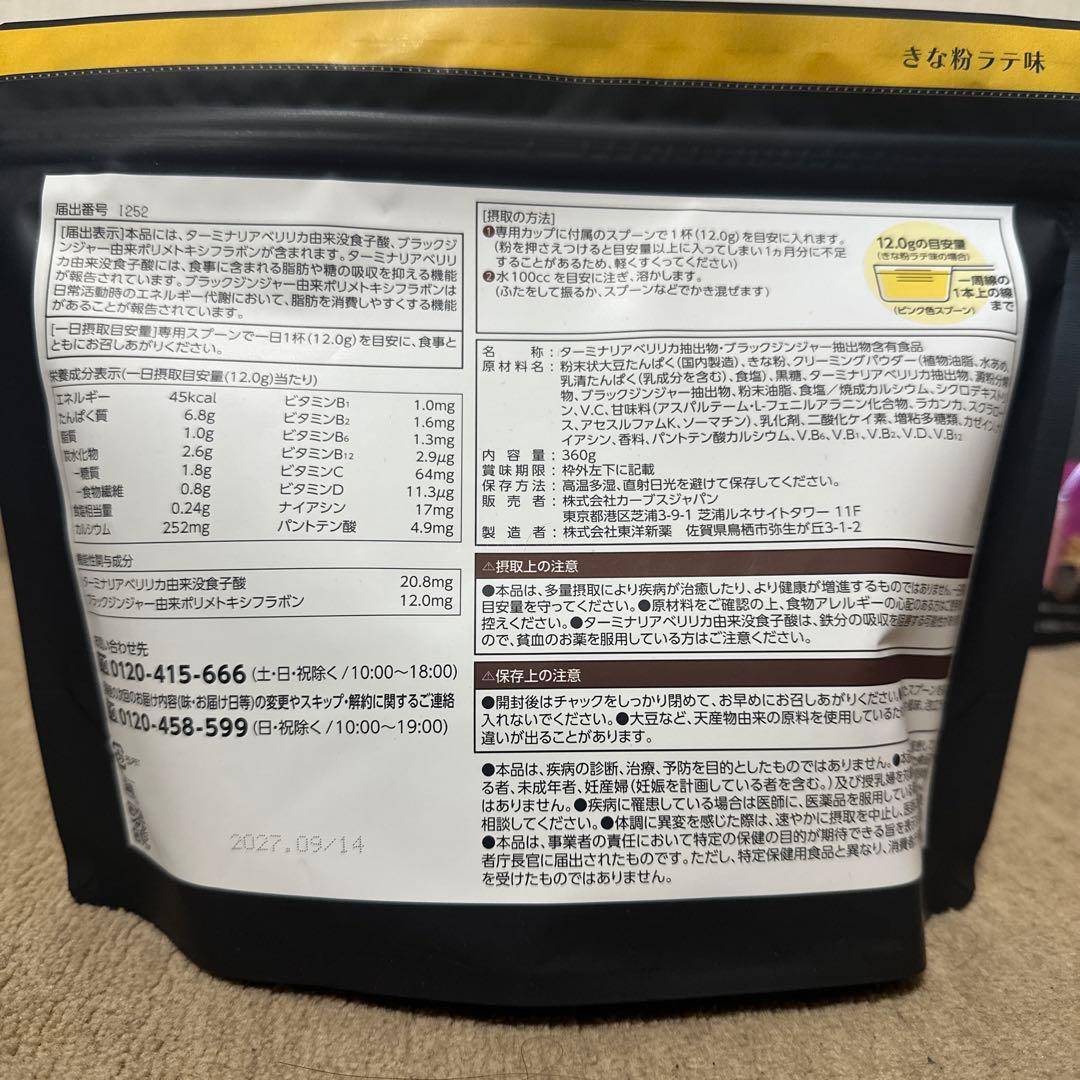 きな粉ラテ味
届出番号 I252
[届出表示]本品には、ターミナリアベリリカ由来没食子酸、ブラックジ
ンジャー由来ポリメトキシフラボンが含まれます。ターミナリアベリリ
カ由来没食子酸には、食事に含まれる脂肪や糖の吸収を抑える機能
が報告されています。ブラックジンジャー由来ポリメトキシフラボンは
日常活動時のエネルギー代謝において、脂肪を消費しやすくする機能
があることが報告されています。
[一日摂取目安量]専用スプーンで一日1杯(12.0g)を目安に、食事と
ともにお召しあがりください。
栄養成分表示(一日摂取目安量(12.0g)当たり)
エネルギー 45kcal ビタミンB1 1.0mg
たんぱく質 6.8g ビタミンB2 1.6mg
脂質 1.0g ビタミンB6 1.3mg
炭水化物 2.6g ビタミンB12 2.9μg
-糖質 1.8g ビタミンC 64mg
-食物繊維 0.8g ビタミンD 11.3μg
食塩相当量 0.24g ナイアシン 17mg
カルシウム 252mg パントテン酸 4.9mg
機能性関与成分
ターミナリアベリリカ由来没食子酸 20.8mg
ブラックジンジャー由来ポリメトキシフラボン 12.0mg
お問い合わせ先
0120-415-666 (土・日・祝除く/10:00〜18:00)
次回のお届け内容(味・お届け日等)の変更やスキップ・解約に関するご連絡
0120-458-599 (日・祝除く/10:00〜19:00)
2027.09/14
[摂取の方法]
❶専用カップに付属のスプーンで1杯(12.0g)を目安に入れます。
(粉を押さえつけると目安量以上に入ってしまい1ヵ月分に不足
することがあるため、軽くすくってください)
❷水100ccを目安に注ぎ、溶かします。
(ふたをして振るか、スプーンなどでかき混ぜます)
12.0gの目安量
(きな粉ラテ味の場合)
一周線の
1本上の線
まで
(ピンク色スプーン)
名 称:ターミナリアベリリカ抽出物・ブラックジンジャー抽出物含有食品
原材料名:粉末状大豆たんぱく(国内製造)、きな粉、クリーミングパウダー(植物油脂、水あめ、
乳清たんぱく(乳成分を含む)、食塩)、黒糖、ターミナリアベリリカ抽出物、澱粉分解
物、ブラックジンジャー抽出物、粉末油脂、食塩/焼成カルシウム、シクロデキストリ
ン、V.C、甘味料(アスパルテーム・L-フェニルアラニン化合物、ラカンカ、スクラロー
ス、アセスルファムK、ソーマチン)、乳化剤、二酸化ケイ素、増粘多糖類、カゼインNa、
ナイアシン、香料、パントテン酸カルシウム、V.B6、V.B1、V.B2、V.D、V.B12
内容量:360g
賞味期限:枠外左下に記載
保存方法:高温多湿、直射日光を避けて保存してください。
販売者:株式会社カーブスジャパン
東京都港区芝浦3-9-1 芝浦ルネサイトタワー 11F
製造者:株式会社東洋新薬 佐賀県鳥栖市弥生が丘3-1-2
⚠摂取上の注意
●本品は、多量摂取により疾病が治癒したり、より健康が増進するものではありません。一日
目安量を守ってください。●原材料をご確認の上、食物アレルギーの心配のある方は
控えください。●ターミナリアベリリカ由来没食子酸は、鉄分の吸収を阻害する可能性が
ので、貧血のお薬を服用している方はご注意ください。
⚠保存上の注意
●開封後はチャックをしっかり閉めて、お早めにお召しあがりください。
入れないでください。●大豆など、天産物由来の原料を使用しているため
違いが出ることがあります。
●本品は、疾病の診断、治療、予防を目的としたものではありません。●本
る者、未成年者、妊産婦(妊娠を計画している者を含む。)及び授乳婦を対
はありません。●疾病に罹患している場合は医師に、医薬品を服用してい
相談してください。●体調に異変を感じた際は、速やかに摂取を中止し、医
●本品は、事業者の責任において特定の保健の目的が期待できる旨を表
者庁長官に届出されたものです。ただし、特定保健用食品と異なり、消費
を受けたものではありません。